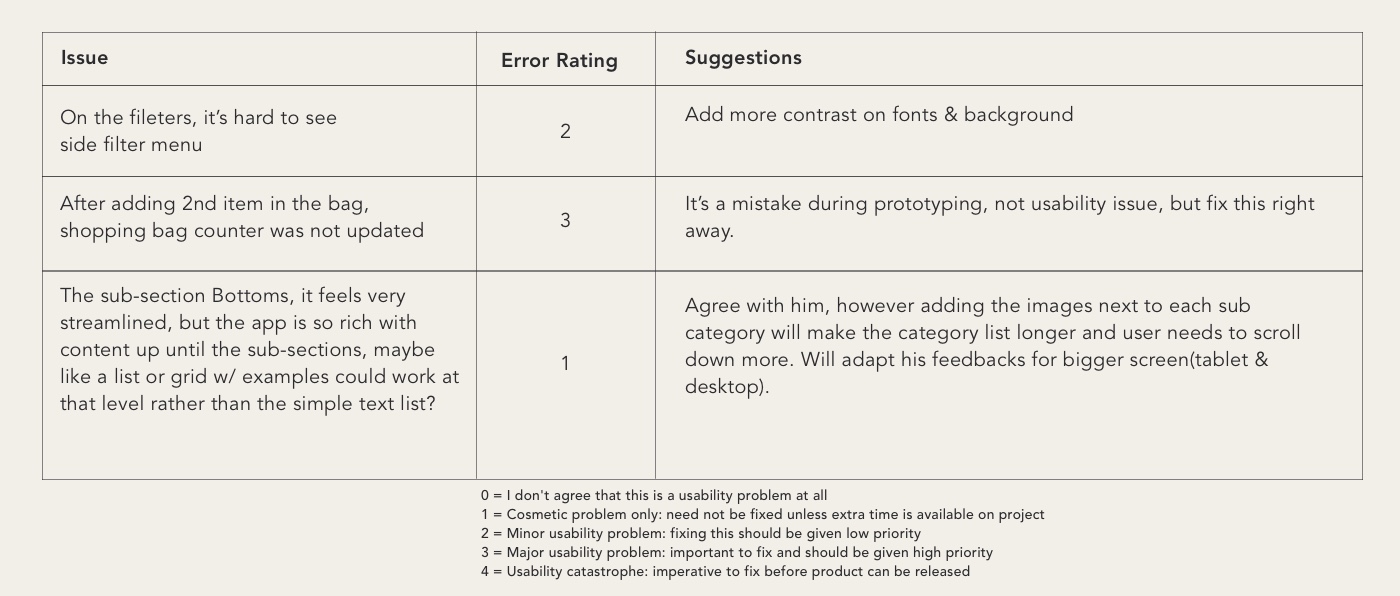 Issue
Error Rating
Suggestions
On the fileters, it’s hard to see
side filter menu
2
Add more contrast on fonts & background
After adding 2nd item in the bag,
shopping bag counter was not updated
3
It’s a mistake during prototyping, not usability issue, but fix this right
away.
The sub-section Bottoms, it feels very
streamlined, but the app is so rich with
content up until the sub-sections, maybe
like a list or grid w/ examples could work at
that level rather than the simple text list?
1
Agree with him, however adding the images next to each sub
category will make the category list longer and user needs to scroll
down more. Will adapt his feedbacks for bigger screen(tablet &
desktop).
0 = I don't agree that this is a usability problem at all
1 = Cosmetic problem only: need not be fixed unless extra time is available on project
2 = Minor usability problem: fixing this should be given low priority
3 = Major usability problem: important to fix and should be given high priority
4 = Usability catastrophe: imperative to fix before product can be released